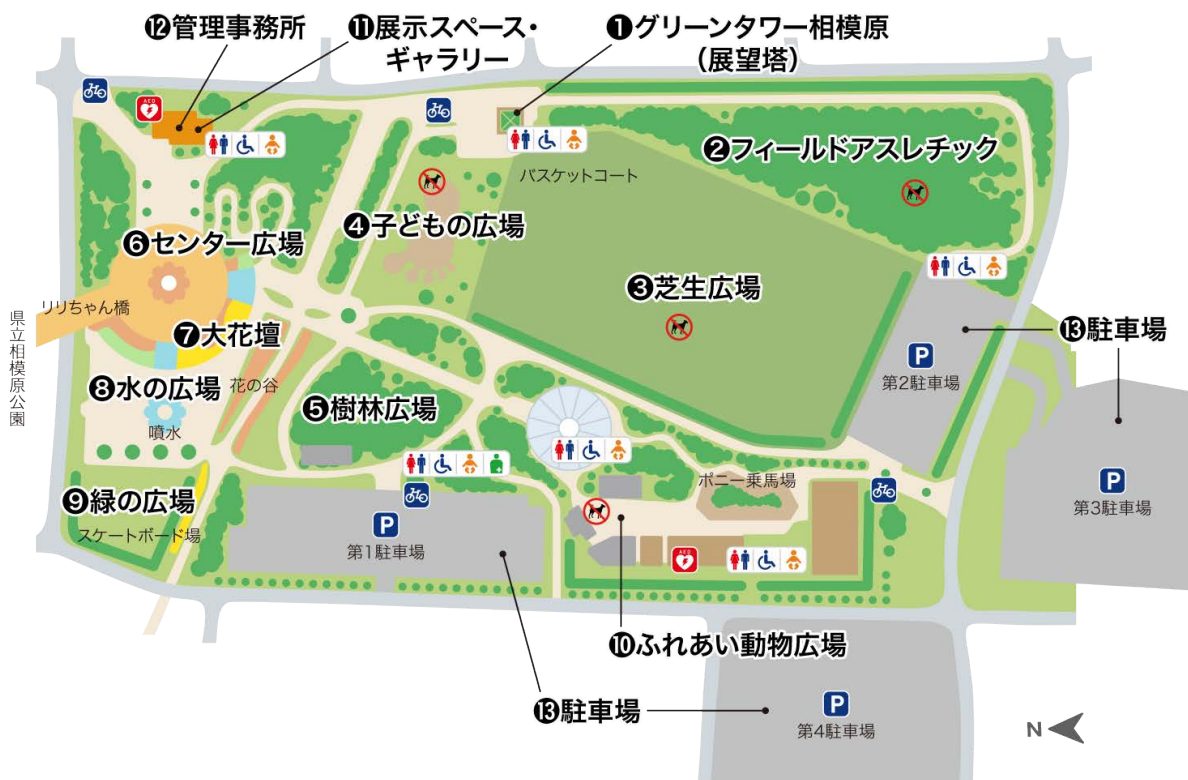 ⓬管理事務所
⓫展示スペース・
ギャラリー
❶グリーンタワー相模原
(展望塔)
AED
バスケットコート
❷フィールドアスレチック
❹子どもの広場
❻センター広場
❸芝生広場
リリちゃん橋
県立相模原公園
❼大花壇
⓭駐車場
P
第2駐車場
❽水の広場
花の谷
噴水
❺樹林広場
ポニー乗馬場
P
第3駐車場
❾緑の広場
スケートボード場
P
第1駐車場
AED
❿ふれあい動物広場
⓭駐車場
P
第4駐車場
N